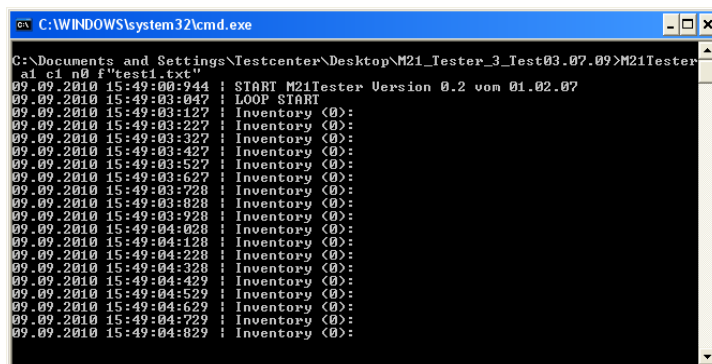 C:\WINDOWS\system32\cmd.exe
C:\Documents and Settings\Testcenter\Desktop\M21_Tester_3_Test03.07.09>M21Tester
a1 c1 n0 f"test1.txt"
09.09.2010 15:49:00:944 ¦ START M21Tester Version 0.2 vom 01.02.07
09.09.2010 15:49:03:047 ¦ LOOP START
09.09.2010 15:49:03:127 ¦ Inventory (0):
09.09.2010 15:49:03:227 ¦ Inventory (0):
09.09.2010 15:49:03:327 ¦ Inventory (0):
09.09.2010 15:49:03:427 ¦ Inventory (0):
09.09.2010 15:49:03:527 ¦ Inventory (0):
09.09.2010 15:49:03:627 ¦ Inventory (0):
09.09.2010 15:49:03:728 ¦ Inventory (0):
09.09.2010 15:49:03:828 ¦ Inventory (0):
09.09.2010 15:49:03:928 ¦ Inventory (0):
09.09.2010 15:49:04:028 ¦ Inventory (0):
09.09.2010 15:49:04:128 ¦ Inventory (0):
09.09.2010 15:49:04:228 ¦ Inventory (0):
09.09.2010 15:49:04:328 ¦ Inventory (0):
09.09.2010 15:49:04:429 ¦ Inventory (0):
09.09.2010 15:49:04:529 ¦ Inventory (0):
09.09.2010 15:49:04:629 ¦ Inventory (0):
09.09.2010 15:49:04:729 ¦ Inventory (0):
09.09.2010 15:49:04:829 ¦ Inventory (0):